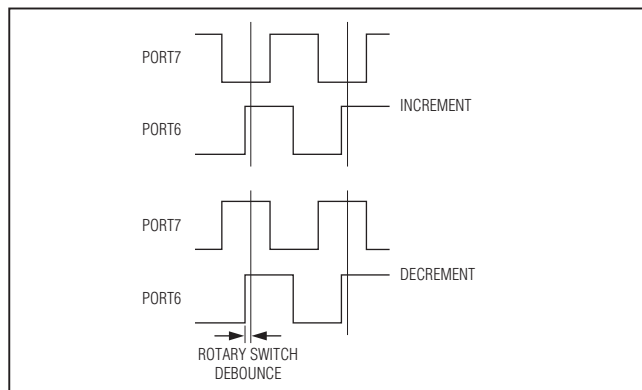 PORT7
INCREMENT
PORT6
PORT7
DECREMENT
PORT6
ROTARY SWITCH
DEBOUNCE